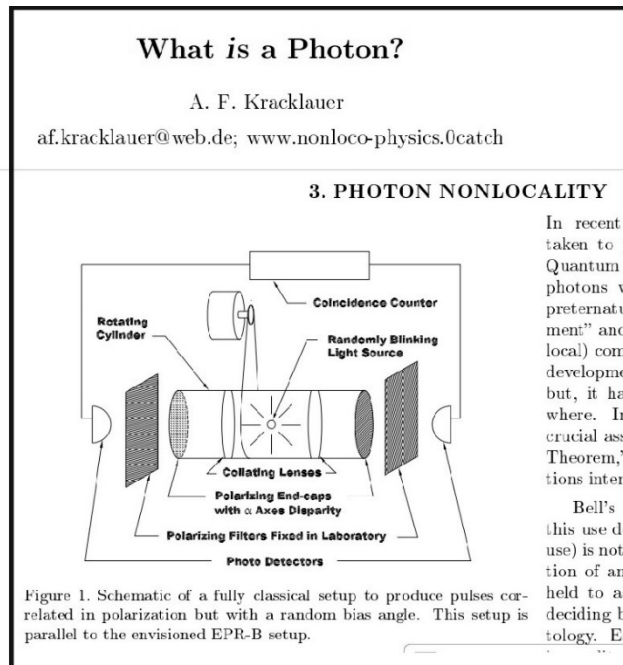 What is a Photon?
A. F. Kracklauer
af.kracklauer@web.de; www.nonloco-physics.0catch
3. PHOTON NONLOCALITY
Coincidence Counter
Rotating
Cylinder
Randomly Blinking
Light Source
Collating Lenses
Polarizing End-caps
with α Axes Disparity
Polarizing Filters Fixed in Laboratory
Photo Detectors
Figure 1. Schematic of a fully classical setup to produce pulses cor-
related in polarization but with a random bias angle. This setup is
parallel to the envisioned EPR-B setup.
In recent
taken to
Quantum
photons
preternatu
ment" and
local) com
developme
but, it ha
where. In
crucial ass
Theorem,"
tions inter
Bell's
this use de
use) is not
tion of an
held to a
deciding b
tology. E